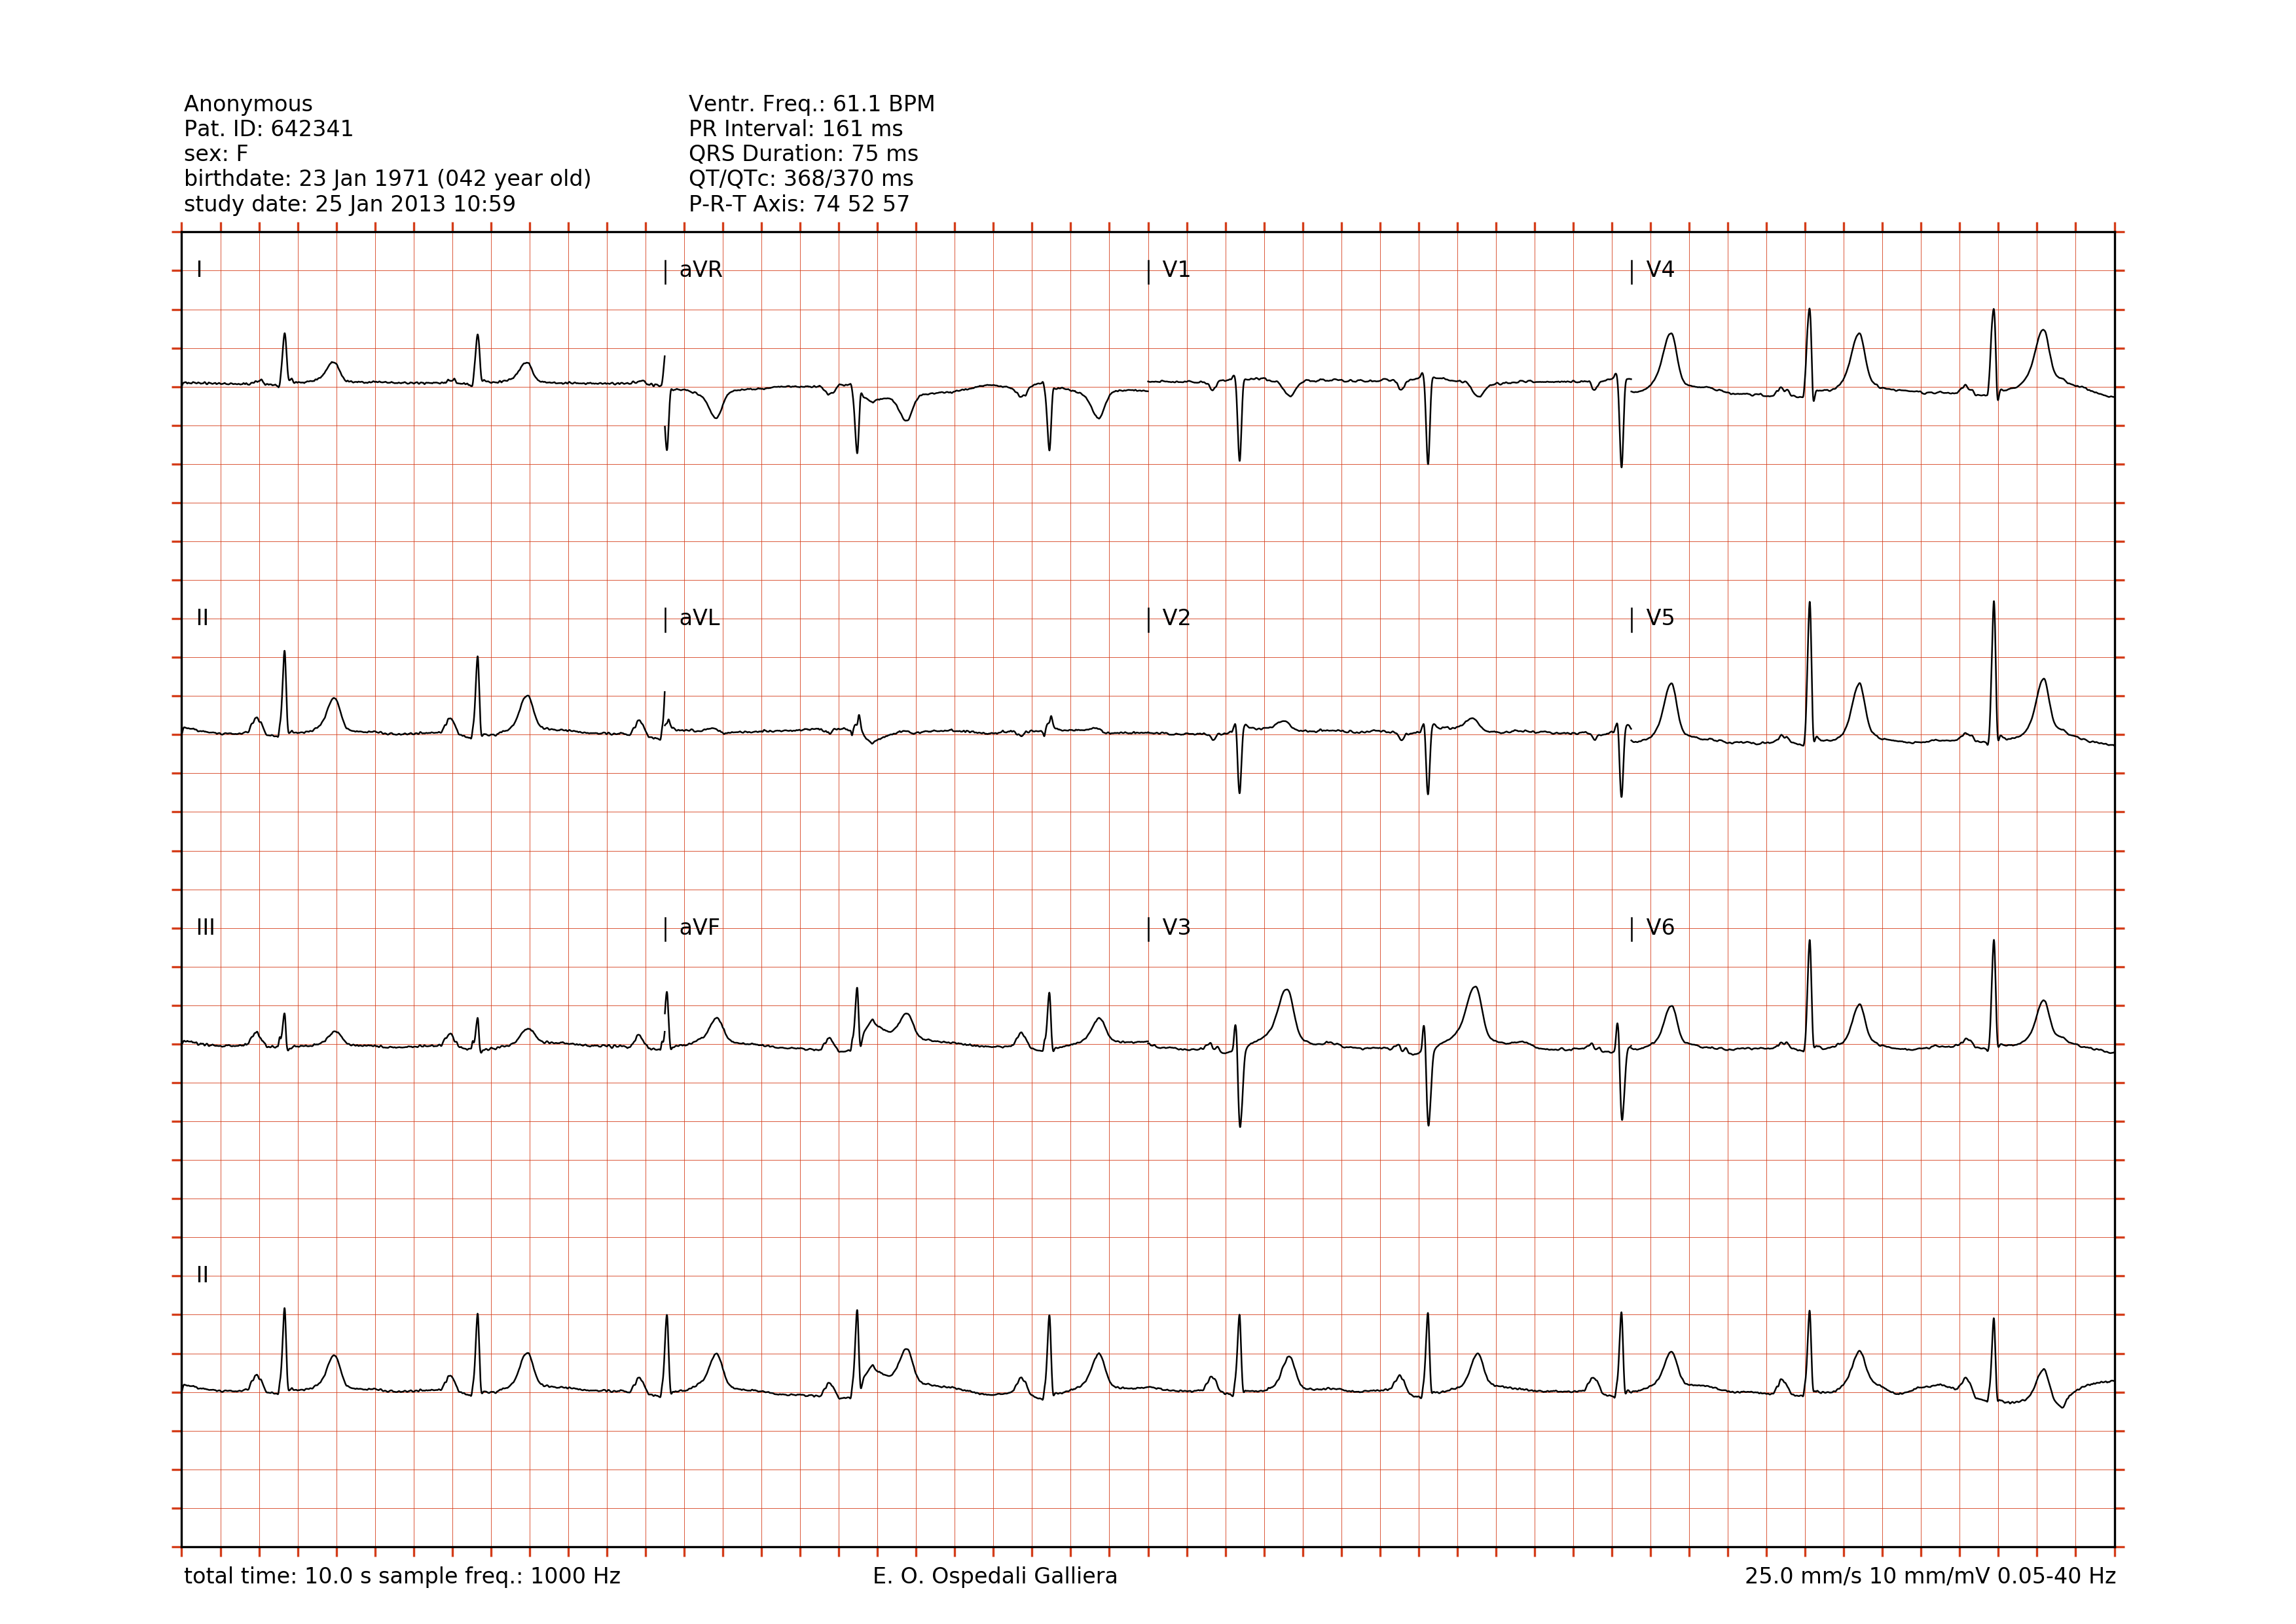 Anonymous
Pat. ID: 642341
sex: F
birthdate: 23 Jan 1971 (042 year old)
study date: 25 Jan 2013 10:59
Ventr. Freq.: 61.1 BPM
PR Interval: 161 ms
QRS Duration: 75 ms
QT/QTc: 368/370 ms
P-R-T Axis: 74 52 57
I | aVR | V1 | V4
II | aVL | V2 | V5
III | aVF | V3 | V6
II
total time: 10.0 s sample freq.: 1000 Hz
E. O. Ospedali Galliera
25.0 mm/s 10 mm/mV 0.05-40 Hz